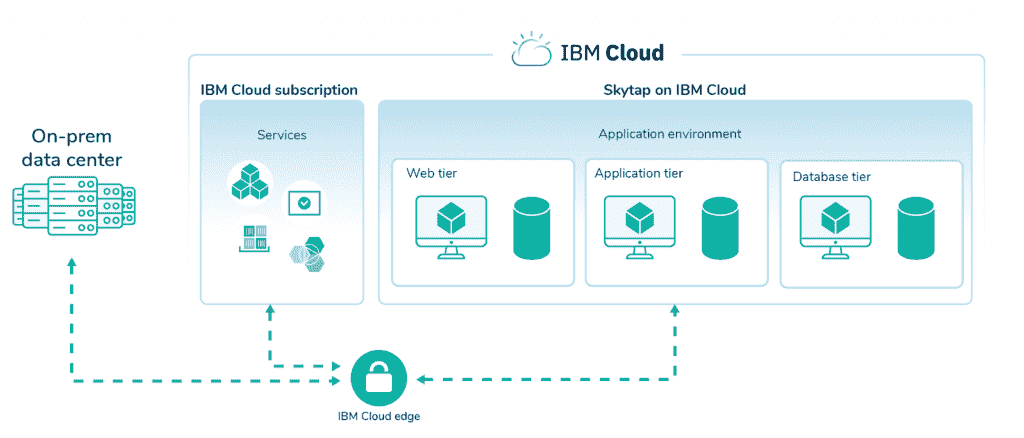 IBM Cloud
IBM Cloud subscription
Skytap on IBM Cloud
On-prem
data center
Services
Application environment
Web tier
Application tier
Database tier
IBM Cloud edge